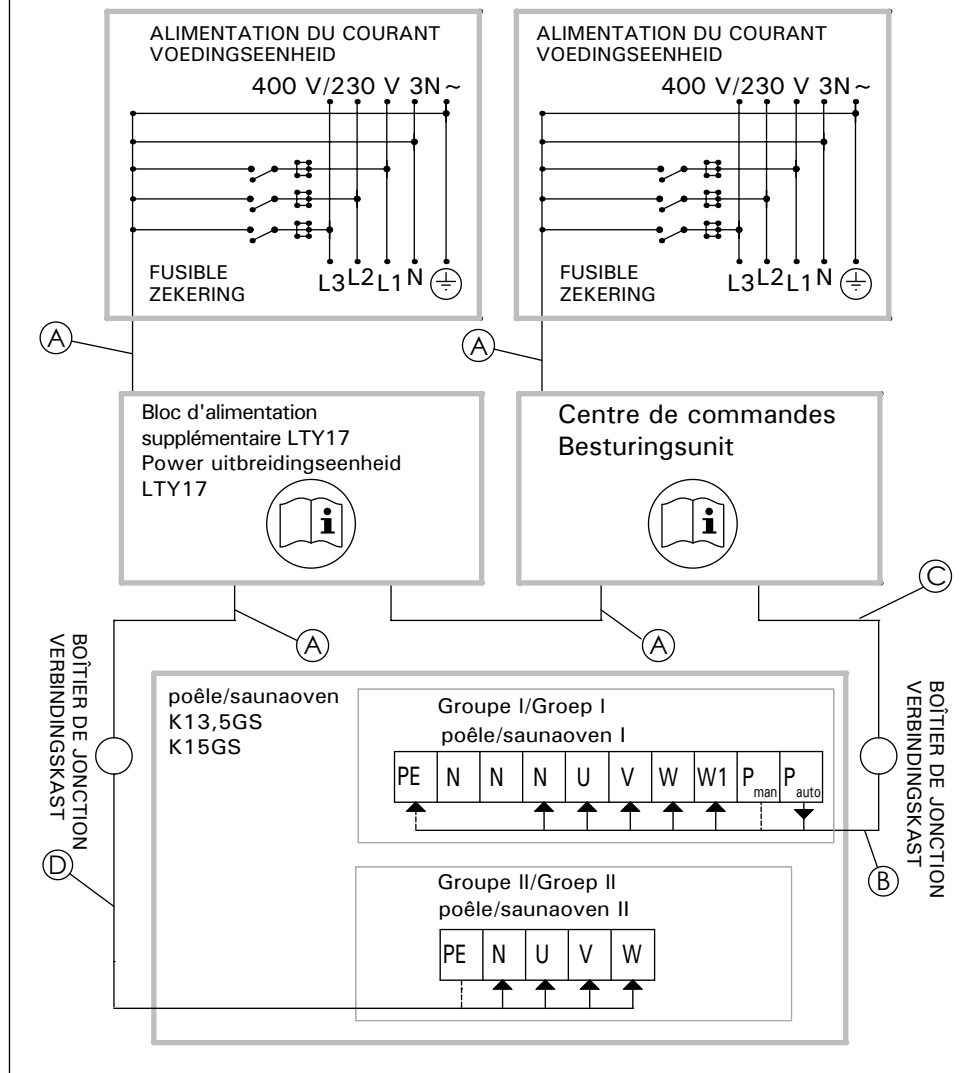 ALIMENTATION DU COURANT
VOEDINGSEENHEID
400 V/230 V 3N~
FUSIBLE
ZEKERING
L3 L2 L1 N
ALIMENTATION DU COURANT
VOEDINGSEENHEID
400 V/230 V 3N~
FUSIBLE
ZEKERING
L3 L2 L1 N
A
A
Bloc d'alimentation
supplémentaire LTY17
Power uitbreidingseenheid
LTY17
i
Centre de commandes
Besturingsunit
i
C
A
A
BOÎTIER DE JONCTION
VERBINDINGSKAST
poêle/saunaoven
K13,5GS
K15GS
Groupe I/Groep I
poêle/saunaoven I
PE N N N U V W W1 Pman Pauto
BOÎTIER DE JONCTION
VERBINDINGSKAST
D
B
Groupe II/Groep II
poêle/saunaoven II
PE N U V W